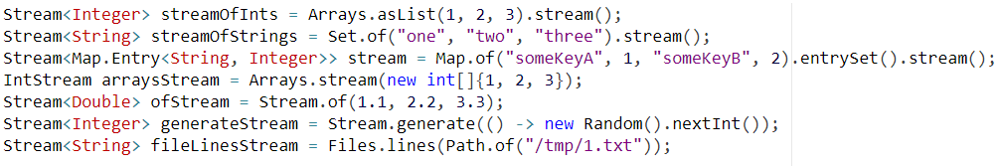 Stream<Integer> streamOfInts = Arrays.asList(1, 2, 3).stream();
Stream<String> streamOfStrings = Set.of("one", "two", "three").stream();
Stream<Map.Entry<String, Integer>> stream = Map.of("someKeyA", 1, "someKeyB", 2).entrySet().stream();
IntStream arraysStream = Arrays.stream(new int[]{1, 2, 3});
Stream<Double> ofStream = Stream.of(1.1, 2.2, 3.3);
Stream<Integer> generateStream = Stream.generate(() -> new Random().nextInt());
Stream<String> fileLinesStream = Files.lines(Path.of("/tmp/1.txt"));